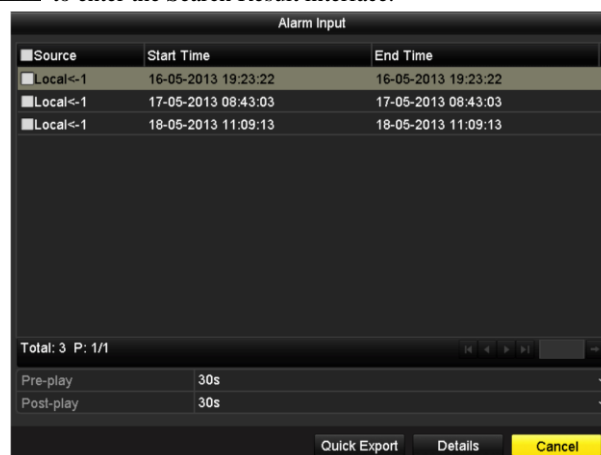 to enter the Search Result interface.
Alarm Input
Source Start Time End Time
Local<-1 16-05-2013 19:23:22 16-05-2013 19:23:22
Local<-1 17-05-2013 08:43:03 17-05-2013 08:43:03
Local<-1 18-05-2013 11:09:13 18-05-2013 11:09:13
Total: 3 P: 1/1
Pre-play 30s
Post-play 30s
Quick Export Details Cancel